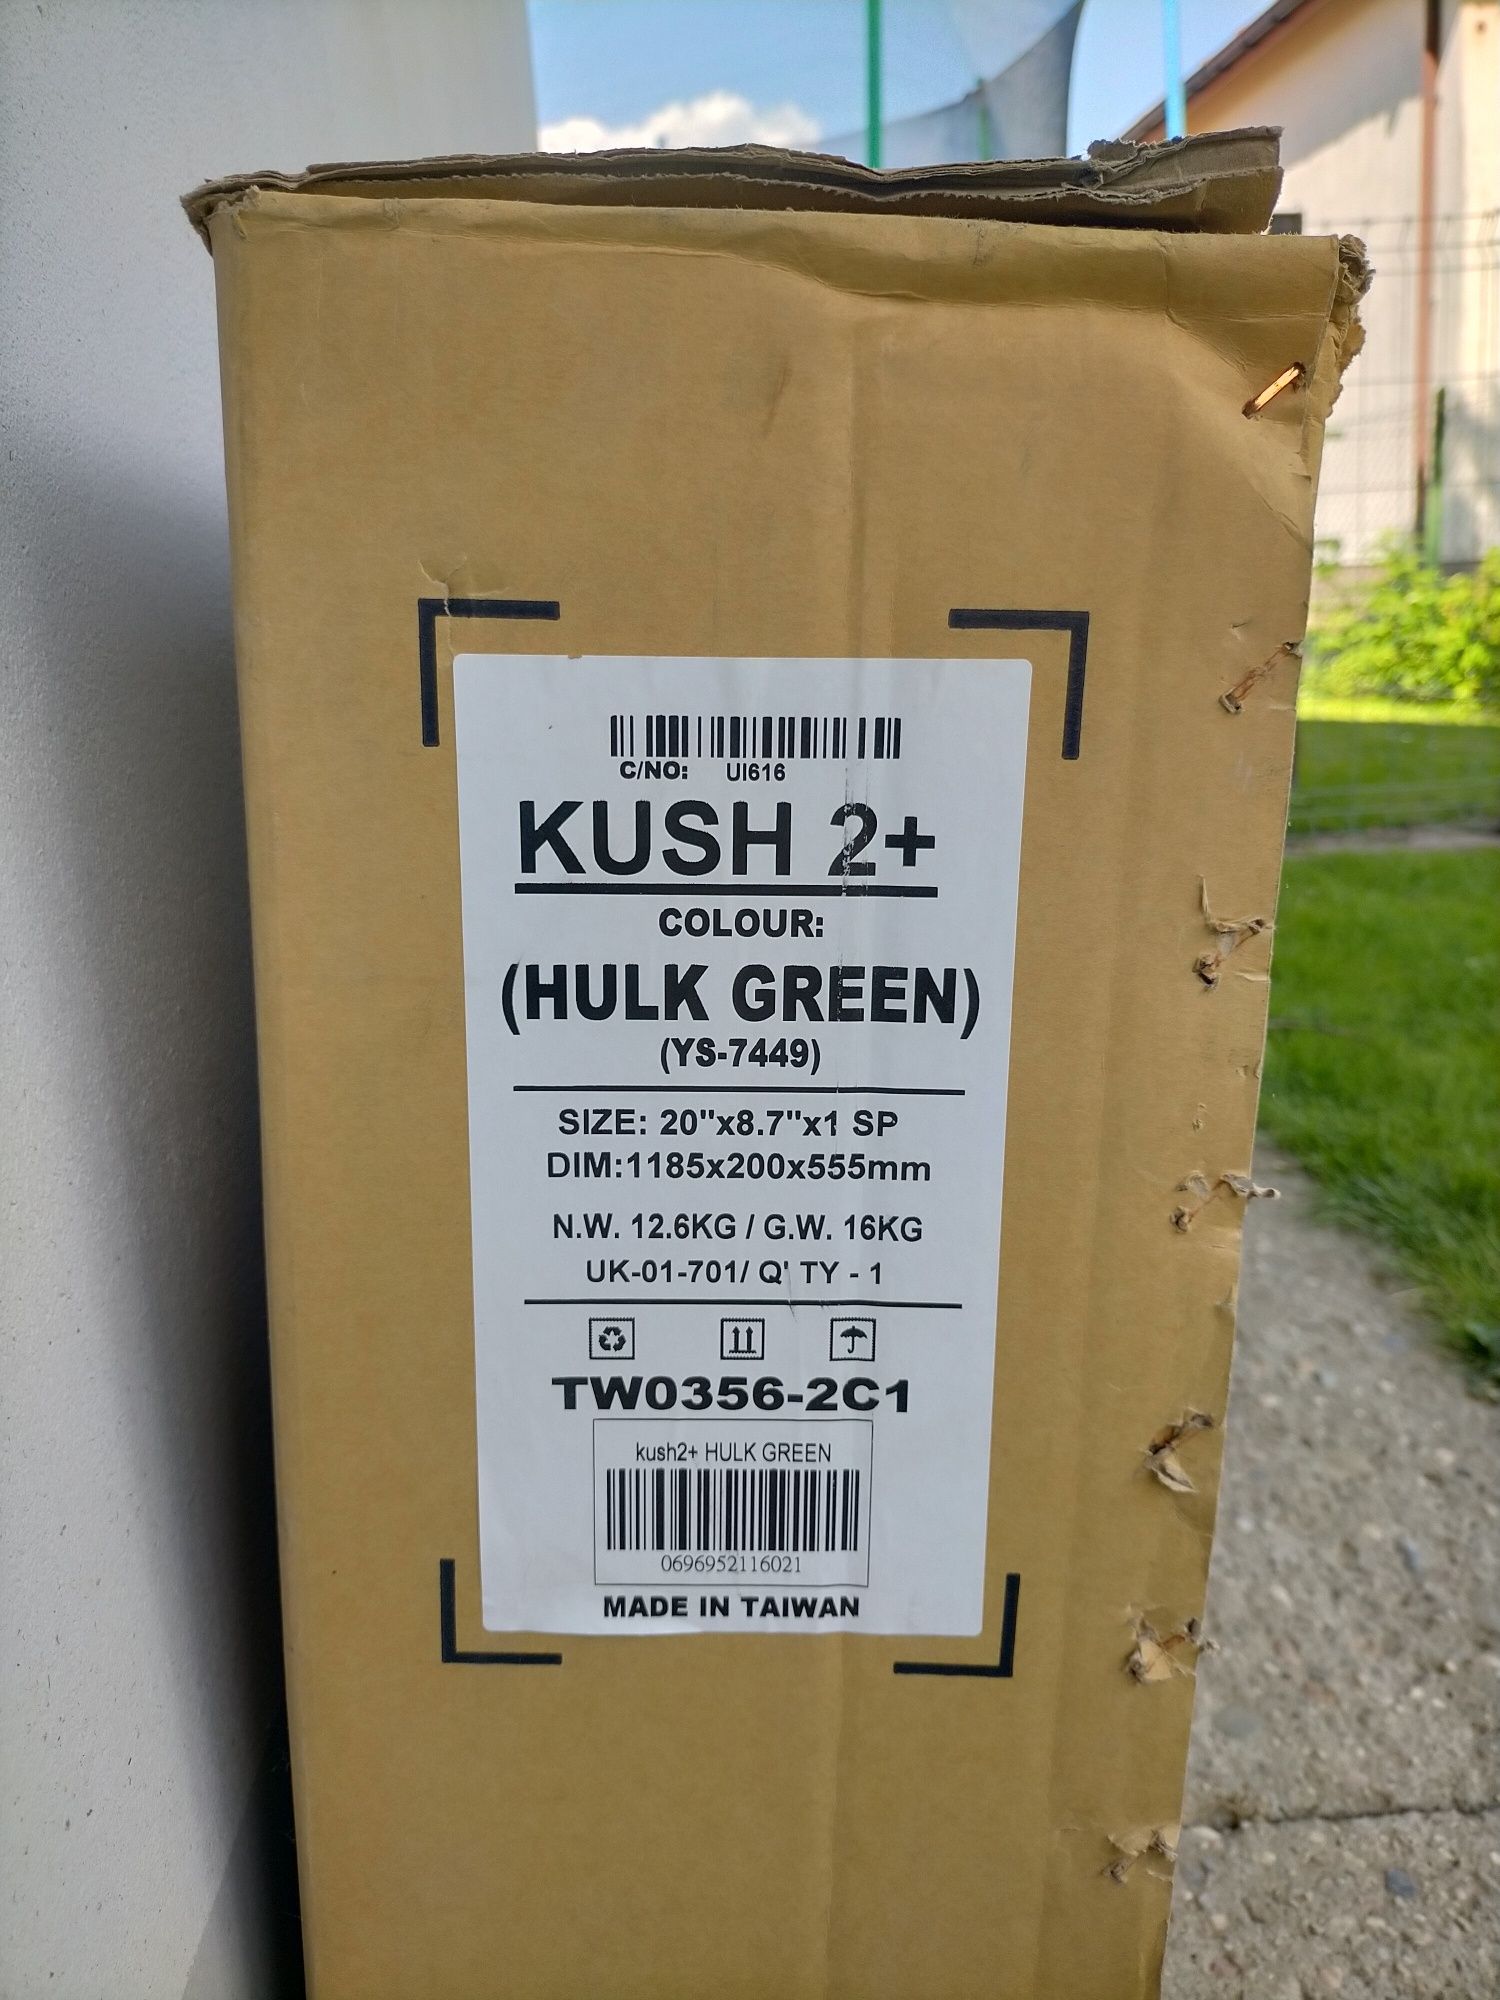 C/NO: UI616
KUSH 2+
COLOUR:
(HULK GREEN)
(YS-7449)
SIZE: 20"x8.7"x1 SP
DIM:1185x200x555mm
N.W. 12.6KG / G.W. 16KG
UK-01-701/ Q' TY - 1
TW0356-2C1
kush2+ HULK GREEN
0696952116021
MADE IN TAIWAN